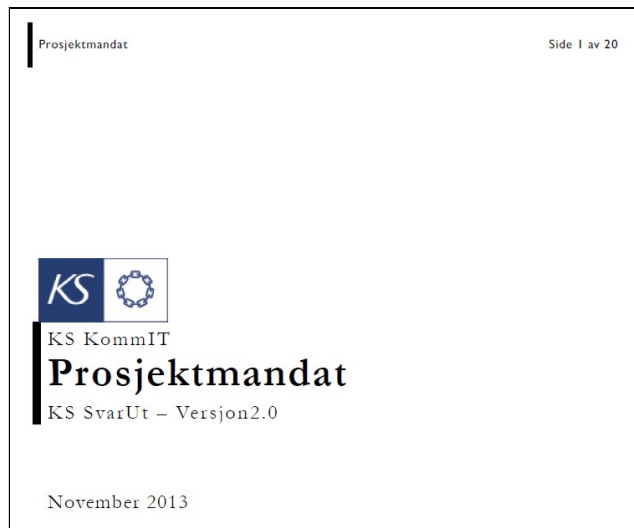 Prosjektmandat
Side 1 av 20
KS
KS KommIT
Prosjektmandat
KS SvarUt – Versjon2.0
November 2013